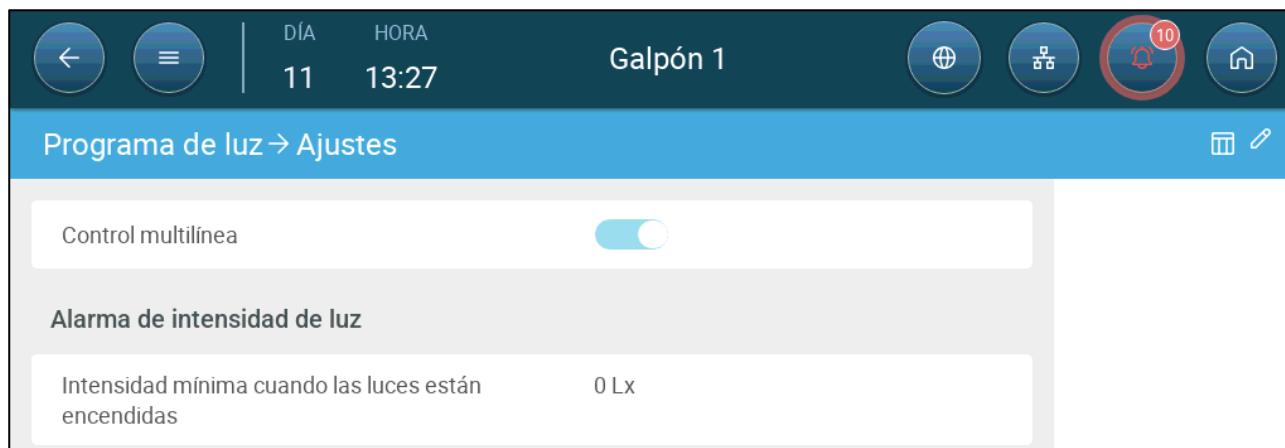 DÍA HORA
11 13:27
Galpón 1
10
Programa de luz → Ajustes
Control multilínea
Alarma de intensidad de luz
Intensidad mínima cuando las luces están 0 Lx
encendidas